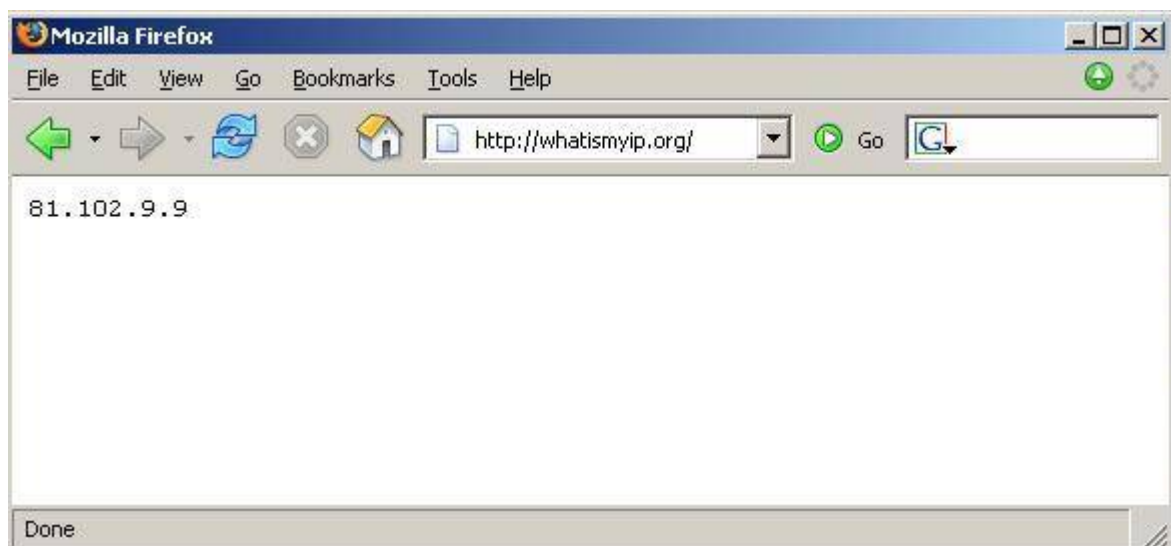 Mozilla Firefox
File Edit View Go Bookmarks Tools Help
http://whatismyip.org/ Go G
81.102.9.9
Done